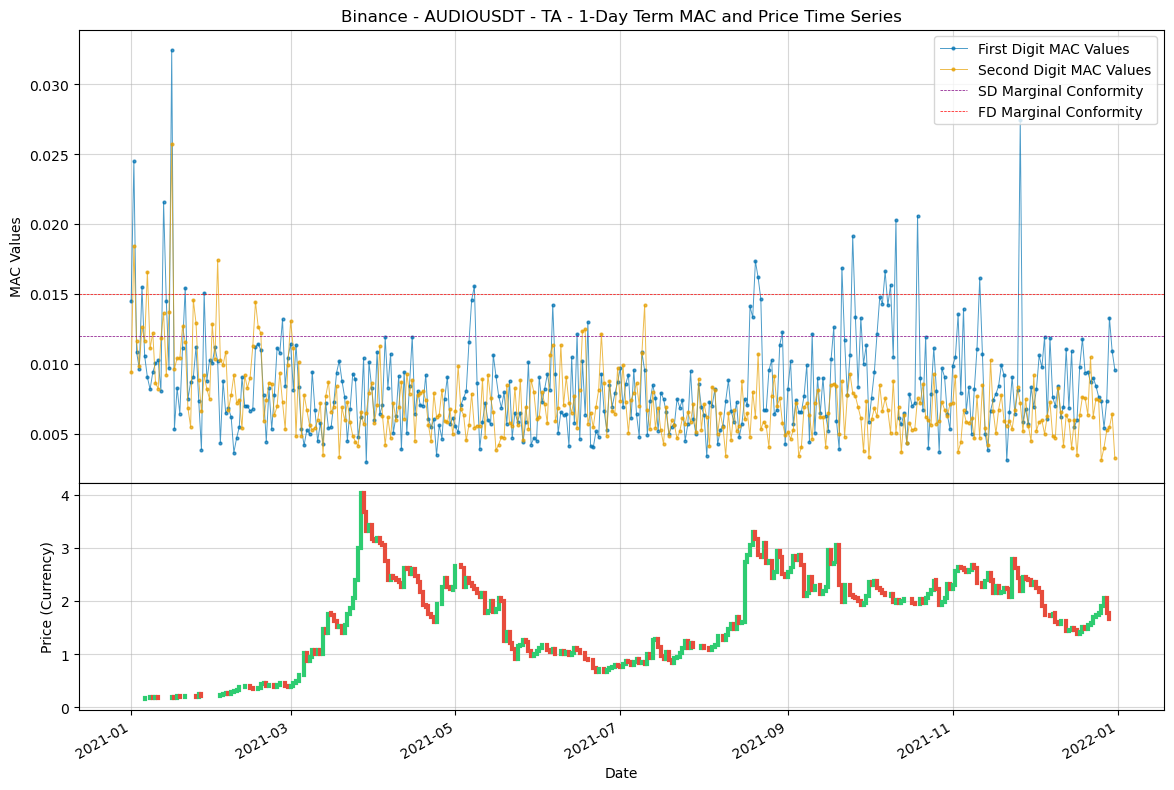 Binance - AUDIOUSDT - TA - 1-Day Term MAC and Price Time Series
First Digit MAC Values
Second Digit MAC Values
SD Marginal Conformity
FD Marginal Conformity
MAC Values
0.030
0.025
0.020
0.015
0.010
0.005
Price (Currency)
4
3
2
1
0
2021-01
2021-03
2021-05
2021-07
2021-09
2021-11
2022-01
Date